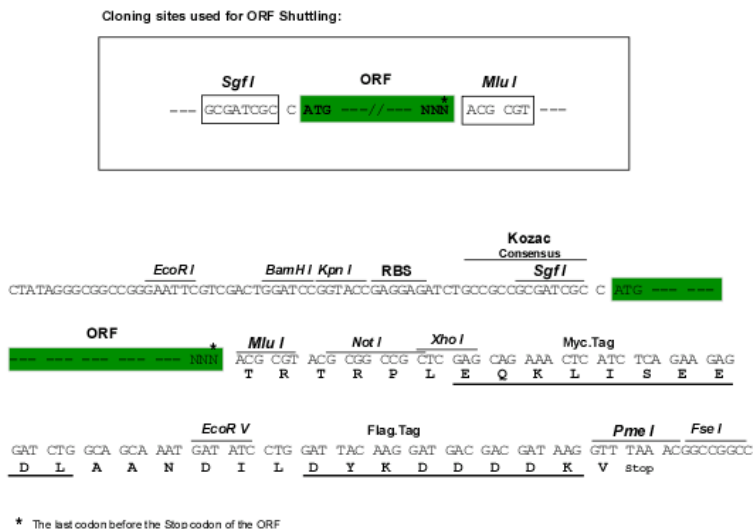 Cloning sites used for ORF Shuttling:
Sgf I ORF Mlu I
*
--- GCGATCGC C ATG ---//--- NNN ACG CGT ---
Kozac
Consensus
EcoR I BamH I Kpn I RBS Sgf I
CTATAGGGCGGCCGGGAATTCGTCGACTGGATCCGGTACCGAGGAGATCTGCCGCCGCGATCGC C ATG --- ---
ORF Mlu I Not I Xho I Myc.Tag
*
--- --- --- --- --- --- NNN ACG CGT ACG CGG CCG CTC GAG CAG AAA CTC ATC TCA GAA GAG
T R T R P L E Q K L I S E E
EcoR V Flag.Tag Pme I Fse I
GAT CTG GCA GCA AAT GAT ATC CTG GAT TAC AAG GAT GAC GAC GAT AAG GTT TAA ACGGCCGGCC
D L A A N D I L D Y K D D D D K V Stop
* The last codon before the Stop codon of the ORF